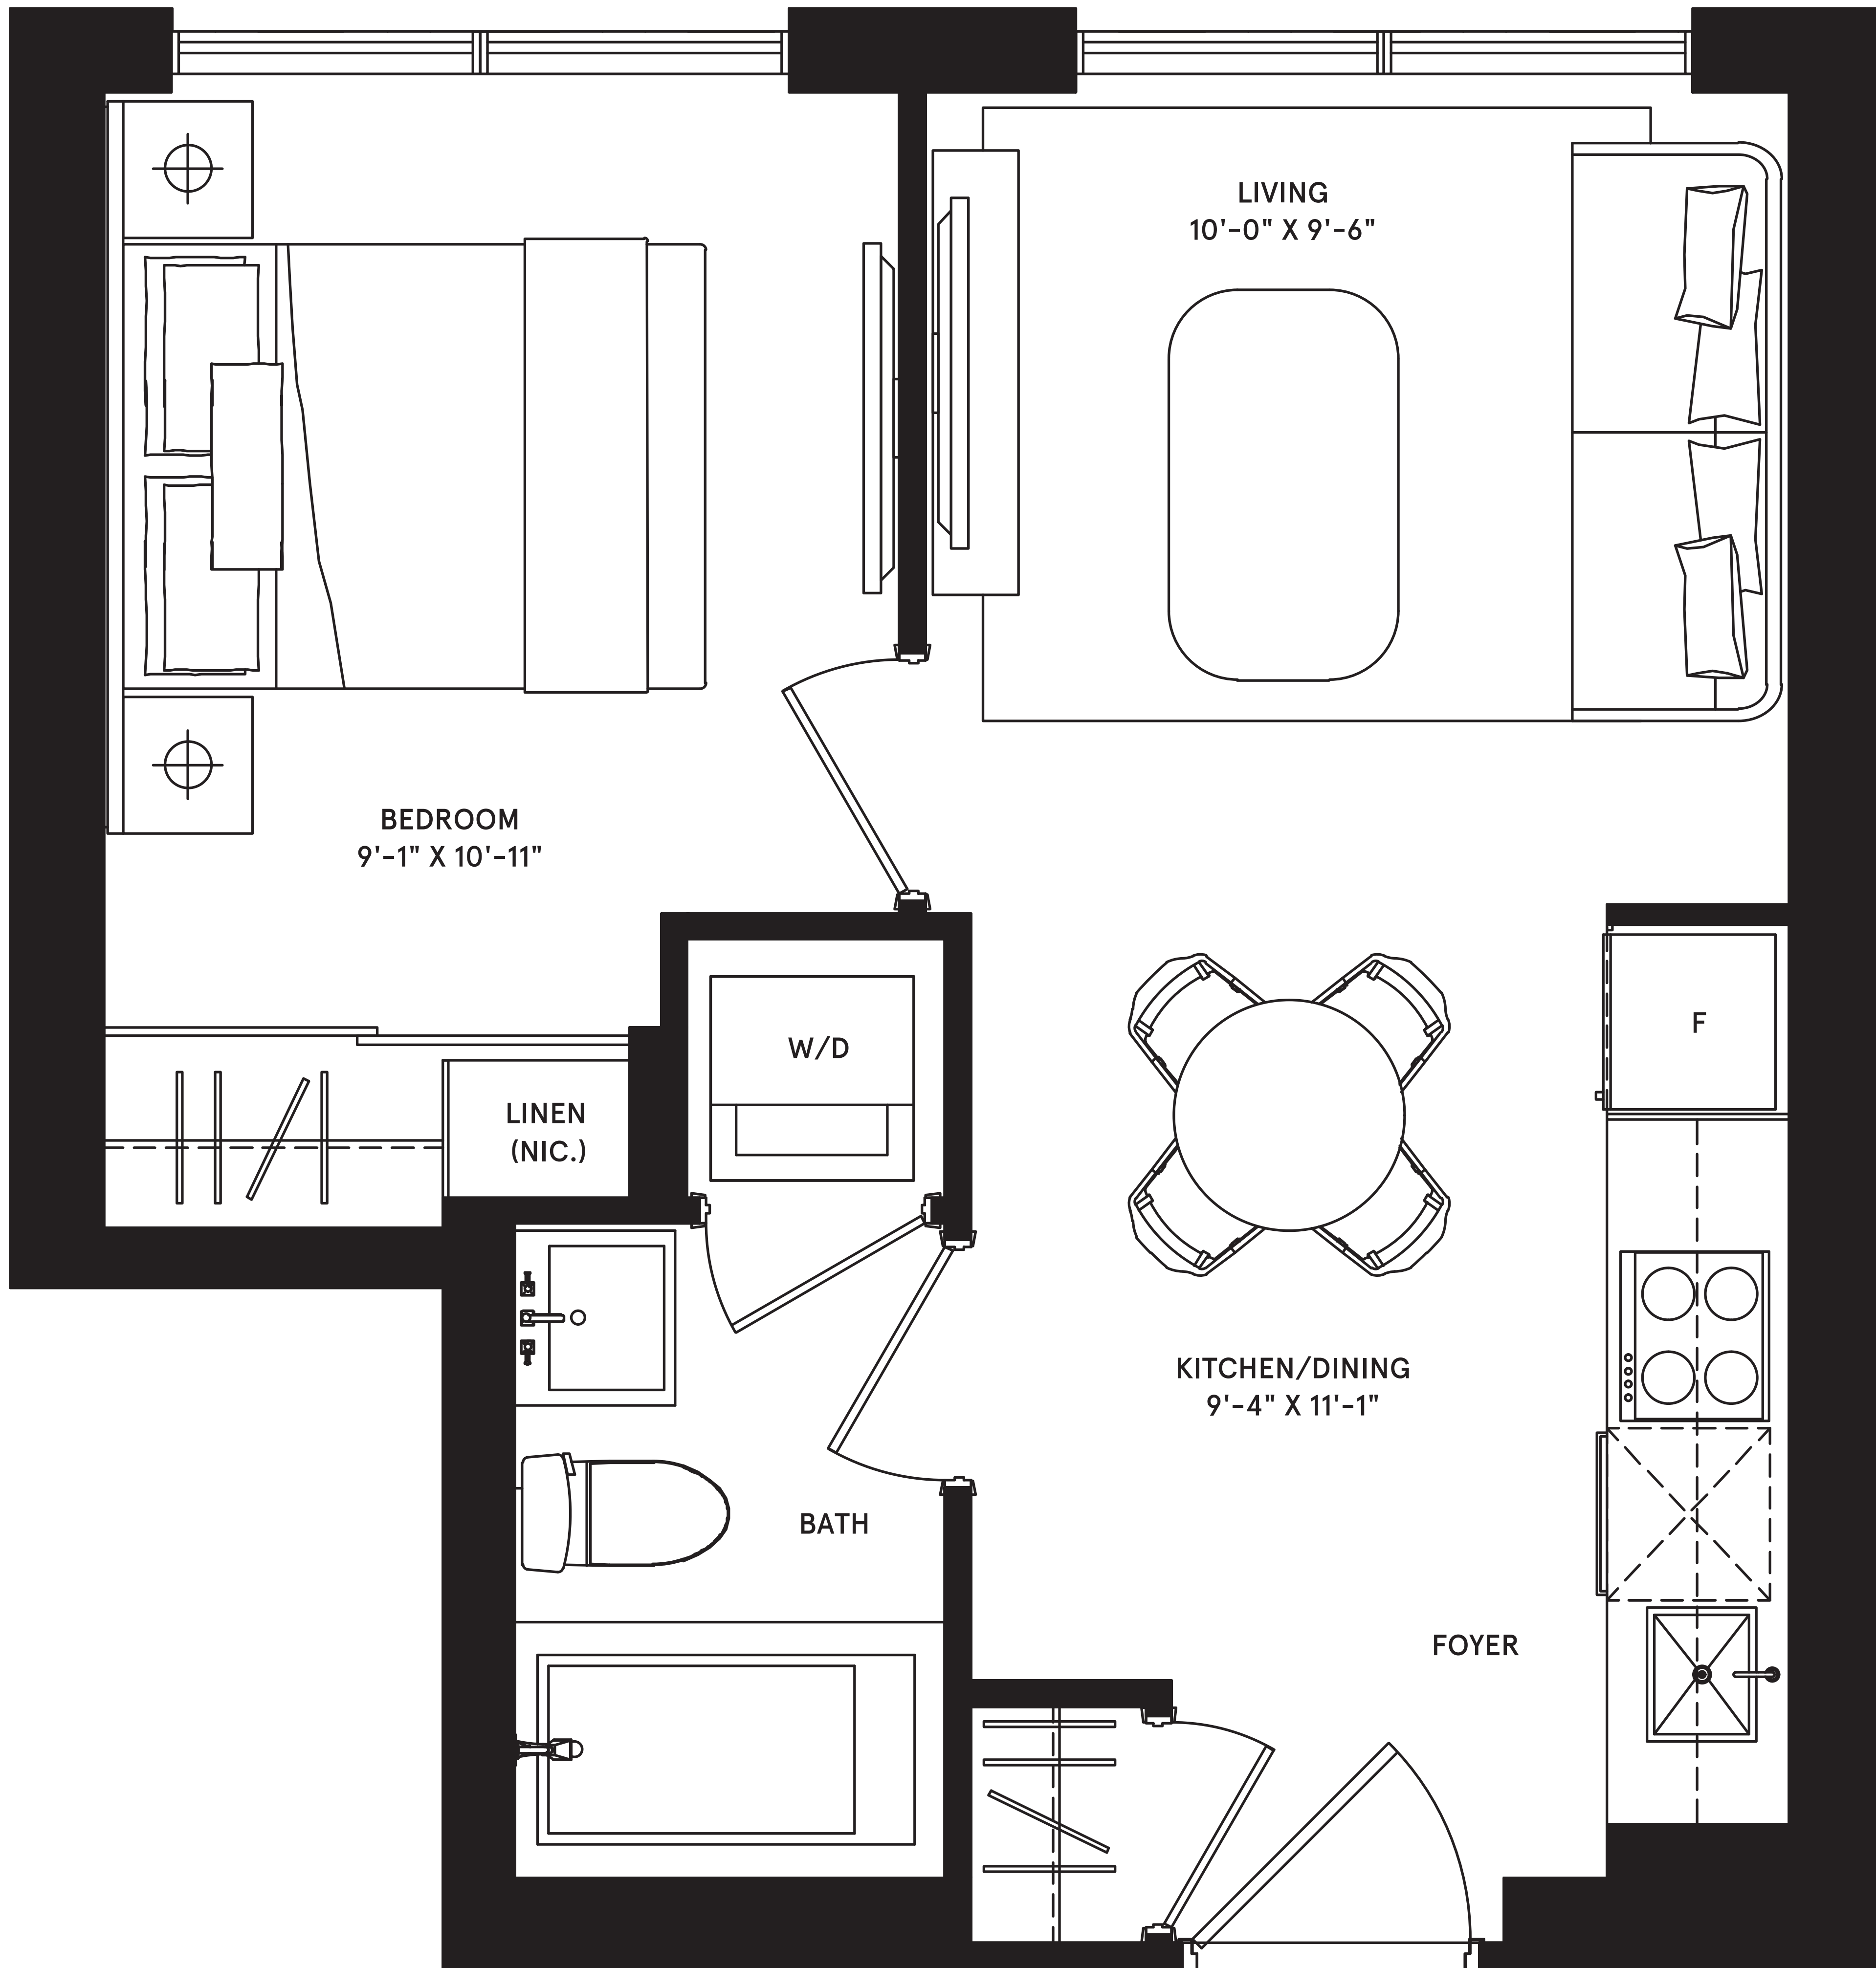 LIVING
10'-0" X 9'-6"
BEDROOM
9'-1" X 10'-11"
W/D
F
LINEN
(NIC.)
KITCHEN/DINING
9'-4" X 11'-1"
BATH
FOYER